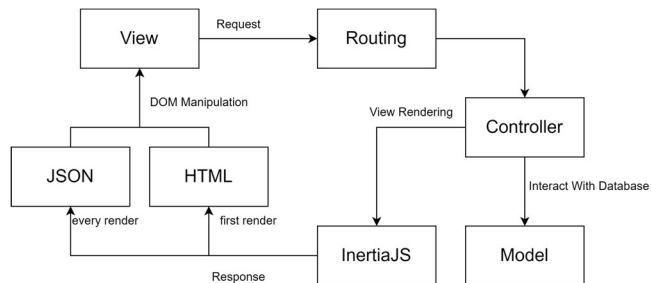 View
Request
Routing
DOM Manipulation
View Rendering
Controller
JSON
HTML
Interact With Database
every render
first render
InertiaJS
Model
Response